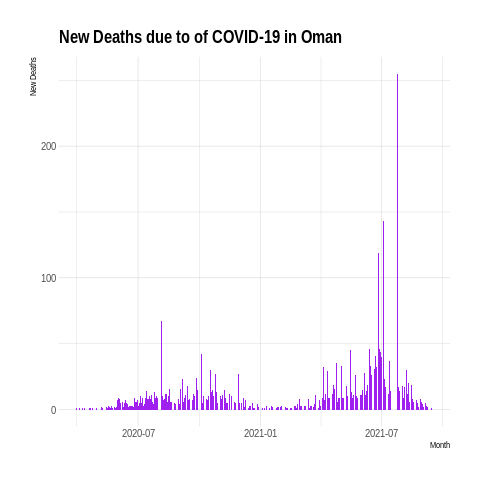 New Deaths due to of COVID-19 in Oman
New Deaths
200
100
0
2020-07 2021-01 2021-07
Month